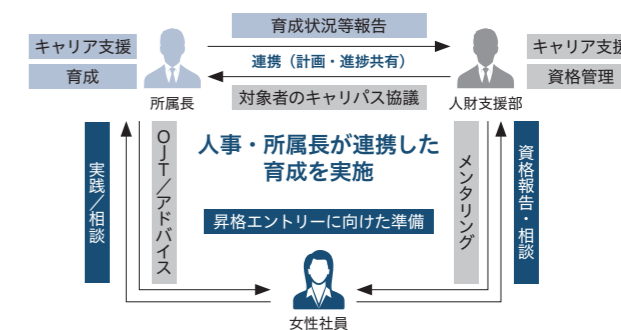 育成状況等報告
キャリア支援
育成
連携（計画・進捗共有）
キャリア支援
資格管理
所属長
対象者のキャリパス協議
人財支援部
実践／相談
OJT／アドバイス
人事・所属長が連携した
育成を実施
メンタリング
資格報告・相談
昇格エントリーに向けた準備
女性社員